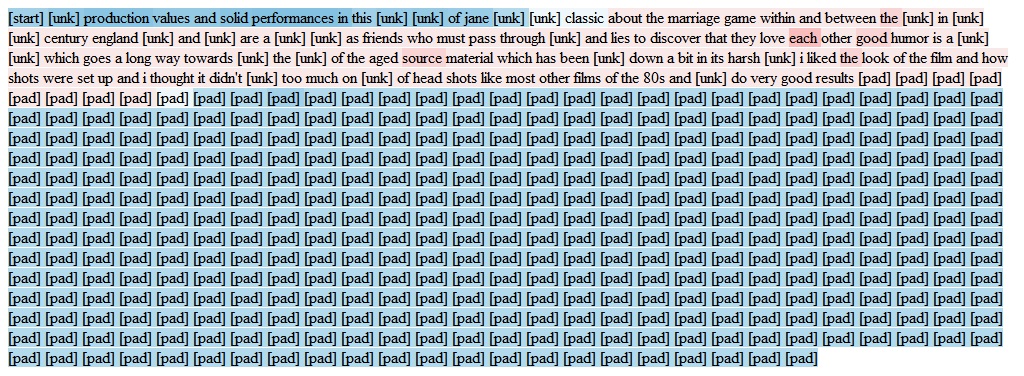 [start] [unk] production values and solid performances in this [unk] [unk] of jane [unk] [unk] classic about the marriage game within and between the [unk] in [unk]
[unk] century england [unk] and [unk] are a [unk] [unk] as friends who must pass through [unk] and lies to discover that they love each other good humor is a [unk]
[unk] which goes a long way towards [unk] the [unk] of the aged source material which has been [unk] down a bit in its harsh [unk] i liked the look of the film and how
shots were set up and i thought it didn't [unk] too much on [unk] of head shots like most other films of the 80s and [unk] do very good results [pad] [pad] [pad] [pad]
[pad] [pad] [pad] [pad] [pad] [pad] [pad] [pad] [pad] [pad] [pad] [pad] [pad] [pad] [pad] [pad] [pad] [pad] [pad] [pad] [pad] [pad] [pad] [pad] [pad] [pad] [pad]
[pad] [pad] [pad] [pad] [pad] [pad] [pad] [pad] [pad] [pad] [pad] [pad] [pad] [pad] [pad] [pad] [pad] [pad] [pad] [pad] [pad] [pad] [pad] [pad] [pad] [pad] [pad]
[pad] [pad] [pad] [pad] [pad] [pad] [pad] [pad] [pad] [pad] [pad] [pad] [pad] [pad] [pad] [pad] [pad] [pad] [pad] [pad] [pad] [pad] [pad] [pad] [pad] [pad] [pad]
[pad] [pad] [pad] [pad] [pad] [pad] [pad] [pad] [pad] [pad] [pad] [pad] [pad] [pad] [pad] [pad] [pad] [pad] [pad] [pad] [pad] [pad] [pad] [pad] [pad] [pad] [pad]
[pad] [pad] [pad] [pad] [pad] [pad] [pad] [pad] [pad] [pad] [pad] [pad] [pad] [pad] [pad] [pad] [pad] [pad] [pad] [pad] [pad] [pad] [pad] [pad] [pad] [pad] [pad]
[pad] [pad] [pad] [pad] [pad] [pad] [pad] [pad] [pad] [pad] [pad] [pad] [pad] [pad] [pad] [pad] [pad] [pad] [pad] [pad] [pad] [pad] [pad] [pad] [pad] [pad] [pad]
[pad] [pad] [pad] [pad] [pad] [pad] [pad] [pad] [pad] [pad] [pad] [pad] [pad] [pad] [pad] [pad] [pad] [pad] [pad] [pad] [pad] [pad] [pad] [pad] [pad] [pad] [pad]
[pad] [pad] [pad] [pad] [pad] [pad] [pad] [pad] [pad] [pad] [pad] [pad] [pad] [pad] [pad] [pad] [pad] [pad] [pad] [pad] [pad] [pad] [pad] [pad] [pad] [pad] [pad]
[pad] [pad] [pad] [pad] [pad] [pad] [pad] [pad] [pad] [pad] [pad] [pad] [pad] [pad] [pad] [pad] [pad] [pad] [pad] [pad] [pad] [pad] [pad] [pad] [pad] [pad] [pad]
[pad] [pad] [pad] [pad] [pad] [pad] [pad] [pad] [pad] [pad] [pad] [pad] [pad] [pad] [pad] [pad] [pad] [pad] [pad] [pad] [pad] [pad] [pad] [pad] [pad] [pad] [pad]
[pad] [pad] [pad] [pad] [pad] [pad] [pad] [pad] [pad] [pad] [pad] [pad] [pad] [pad] [pad] [pad] [pad] [pad] [pad] [pad] [pad] [pad] [pad] [pad] [pad] [pad] [pad]
[pad] [pad] [pad] [pad] [pad] [pad] [pad] [pad] [pad] [pad] [pad] [pad] [pad] [pad] [pad] [pad] [pad] [pad] [pad] [pad] [pad] [pad] [pad] [pad] [pad] [pad] [pad]
[pad] [pad] [pad] [pad] [pad] [pad] [pad] [pad] [pad] [pad] [pad] [pad] [pad] [pad] [pad] [pad] [pad] [pad] [pad] [pad] [pad] [pad] [pad] [pad] [pad] [pad] [pad]
[pad] [pad] [pad] [pad] [pad] [pad] [pad] [pad] [pad] [pad] [pad] [pad] [pad] [pad] [pad] [pad] [pad] [pad] [pad] [pad] [pad] [pad]